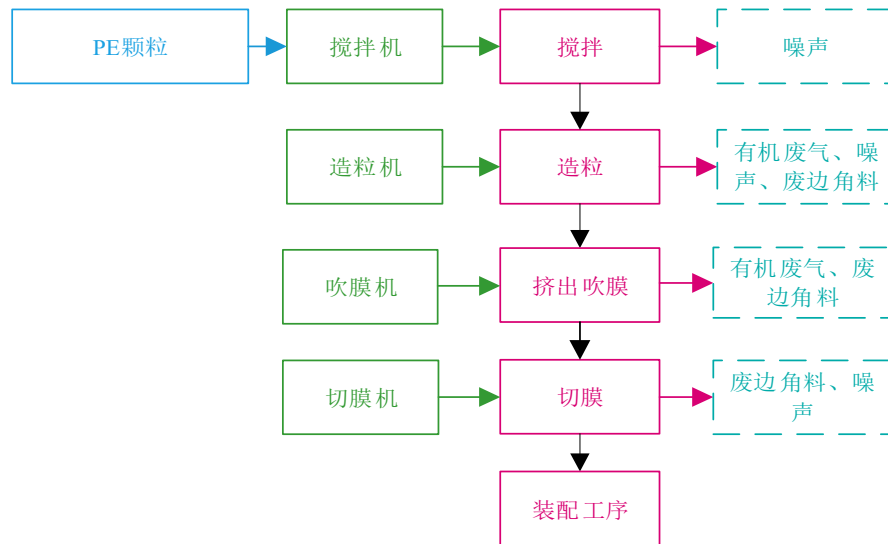 PE颗粒
搅拌机
搅拌
噪声
造粒机
造粒
有机废气、噪
声、废边角料
吹膜机
挤出吹膜
有机废气、废
边角料
切膜机
切膜
废边角料、噪
声
装配工序